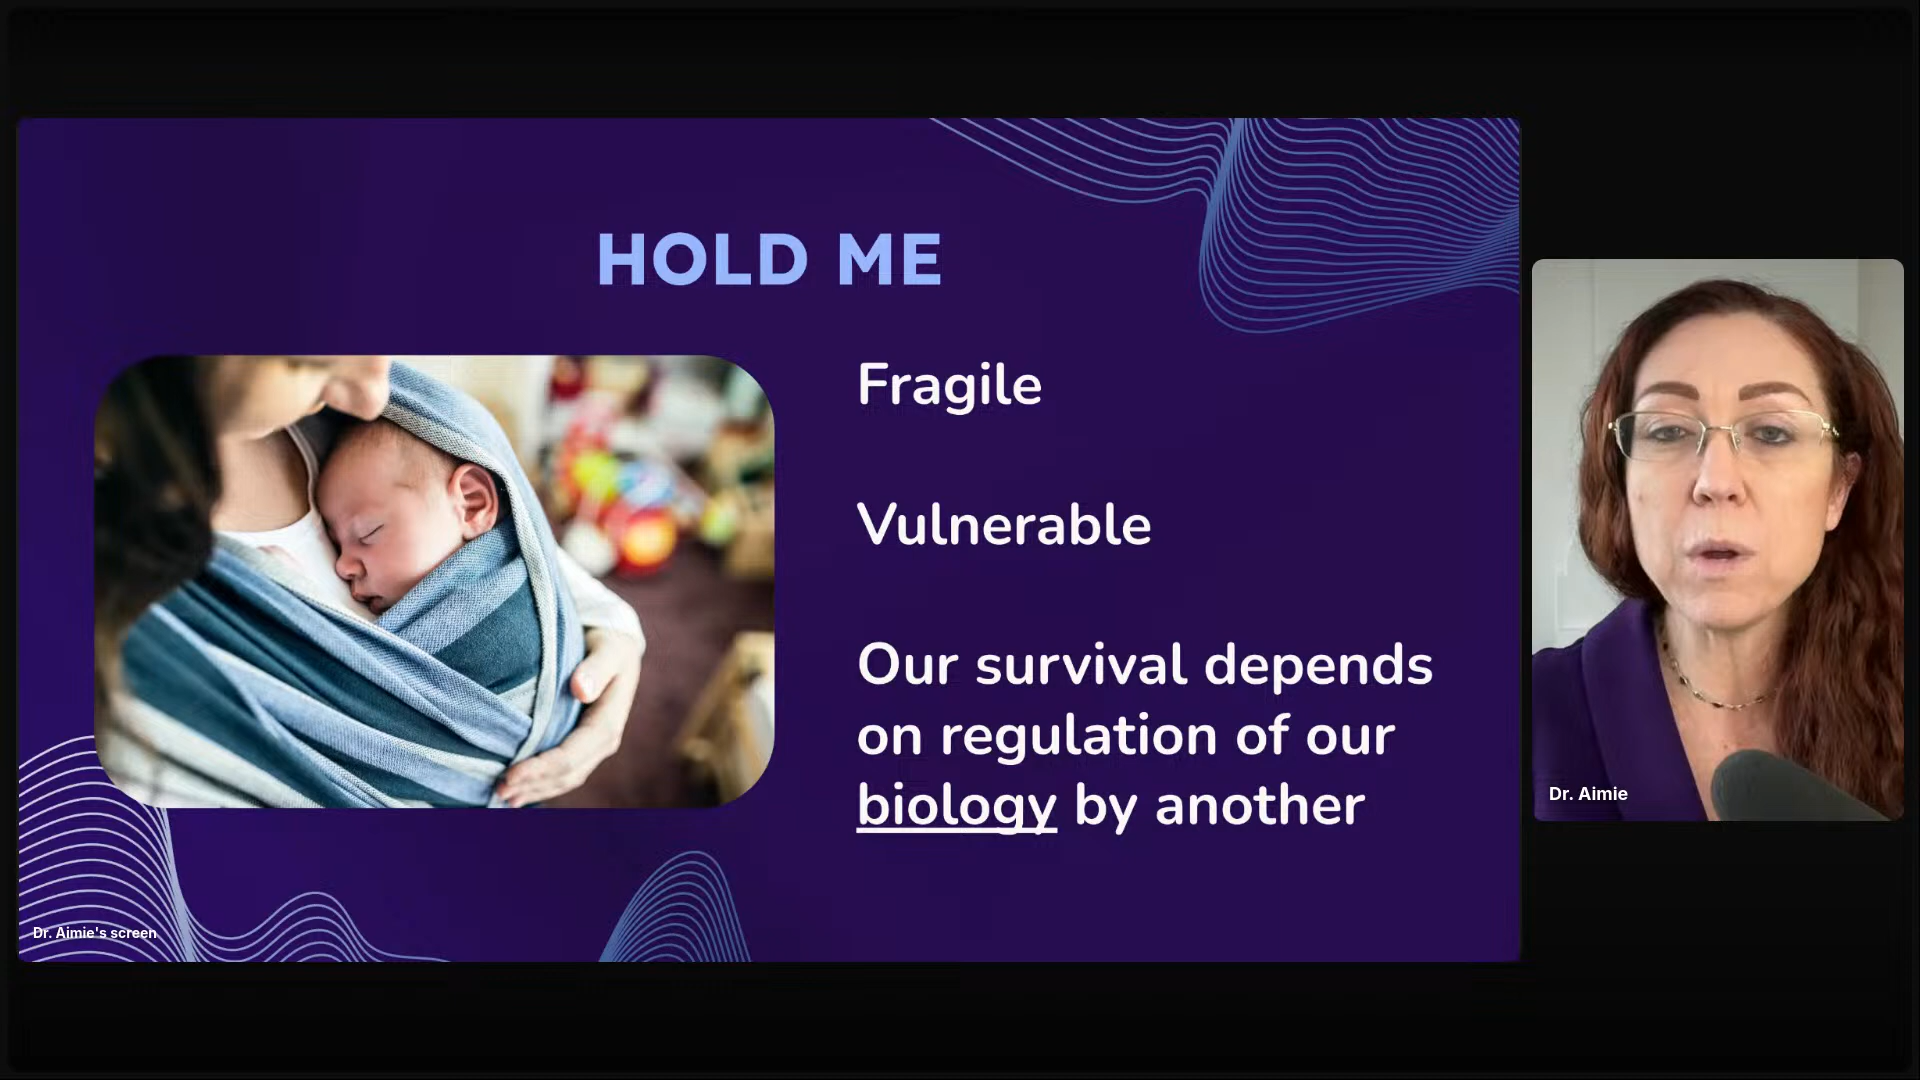 HOLD ME
Fragile
Vulnerable
Our survival depends
on regulation of our
biology by another
Dr. Aimie
Dr. Aimie's screen